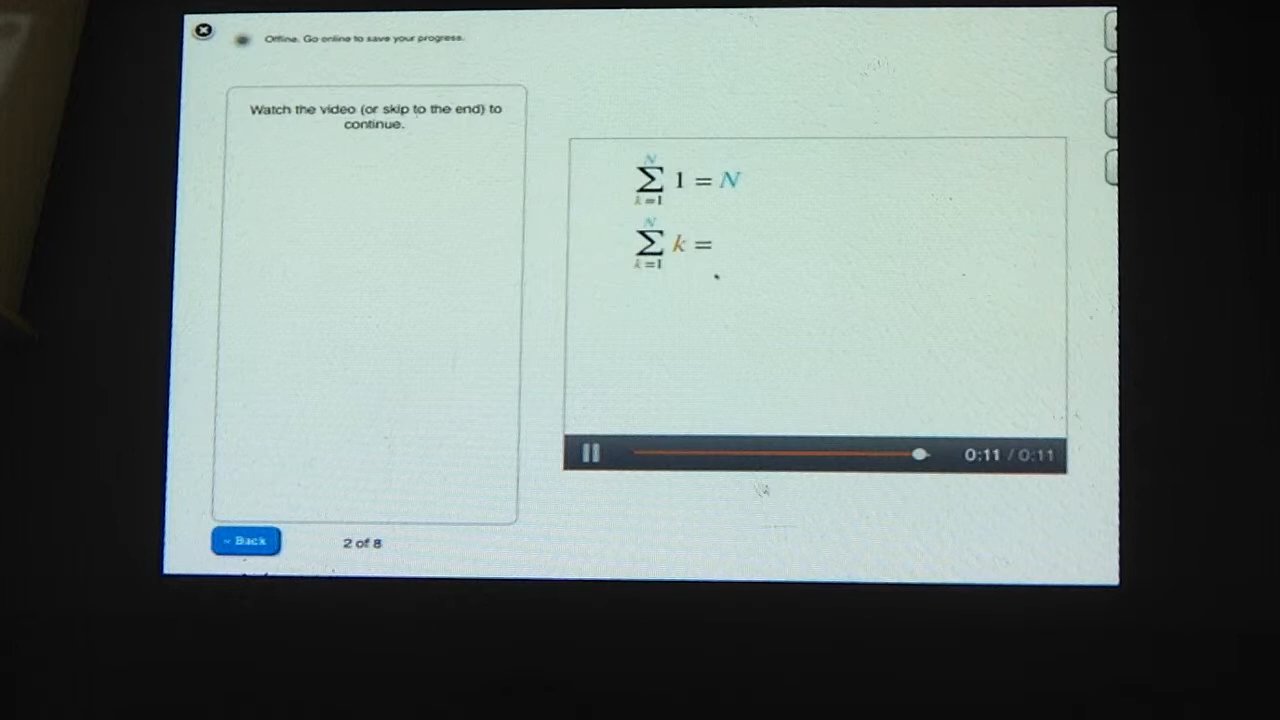 Offline. Go online to save your progress.
Watch the video (or skip to the end) to
continue.
N
∑ 1 = N
k=1
N
∑ k =
k=1
0:11 / 0:11
Back
2 of 8